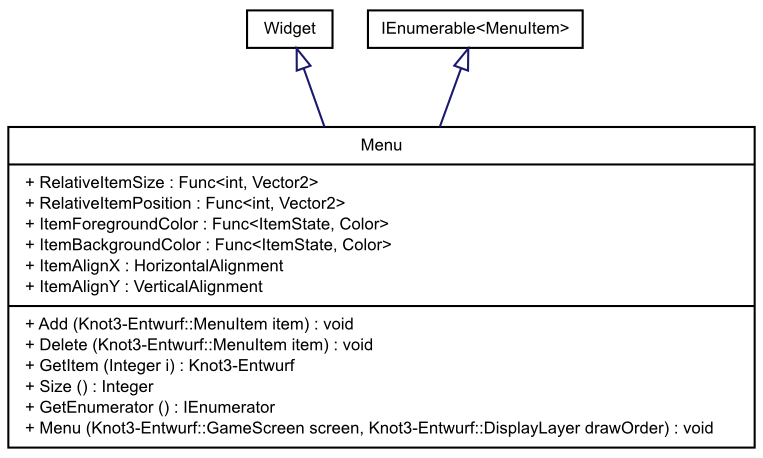 Widget
IEnumerable<MenuItem>
Menu
+ RelativeItemSize : Func<int, Vector2>
+ RelativeItemPosition : Func<int, Vector2>
+ ItemForegroundColor : Func<ItemState, Color>
+ ItemBackgroundColor : Func<ItemState, Color>
+ ItemAlignX : HorizontalAlignment
+ ItemAlignY : VerticalAlignment
+ Add (Knot3-Entwurf::MenuItem item) : void
+ Delete (Knot3-Entwurf::MenuItem item) : void
+ GetItem (Integer i) : Knot3-Entwurf
+ Size () : Integer
+ GetEnumerator () : IEnumerator
+ Menu (Knot3-Entwurf::GameScreen screen, Knot3-Entwurf::DisplayLayer drawOrder) : void